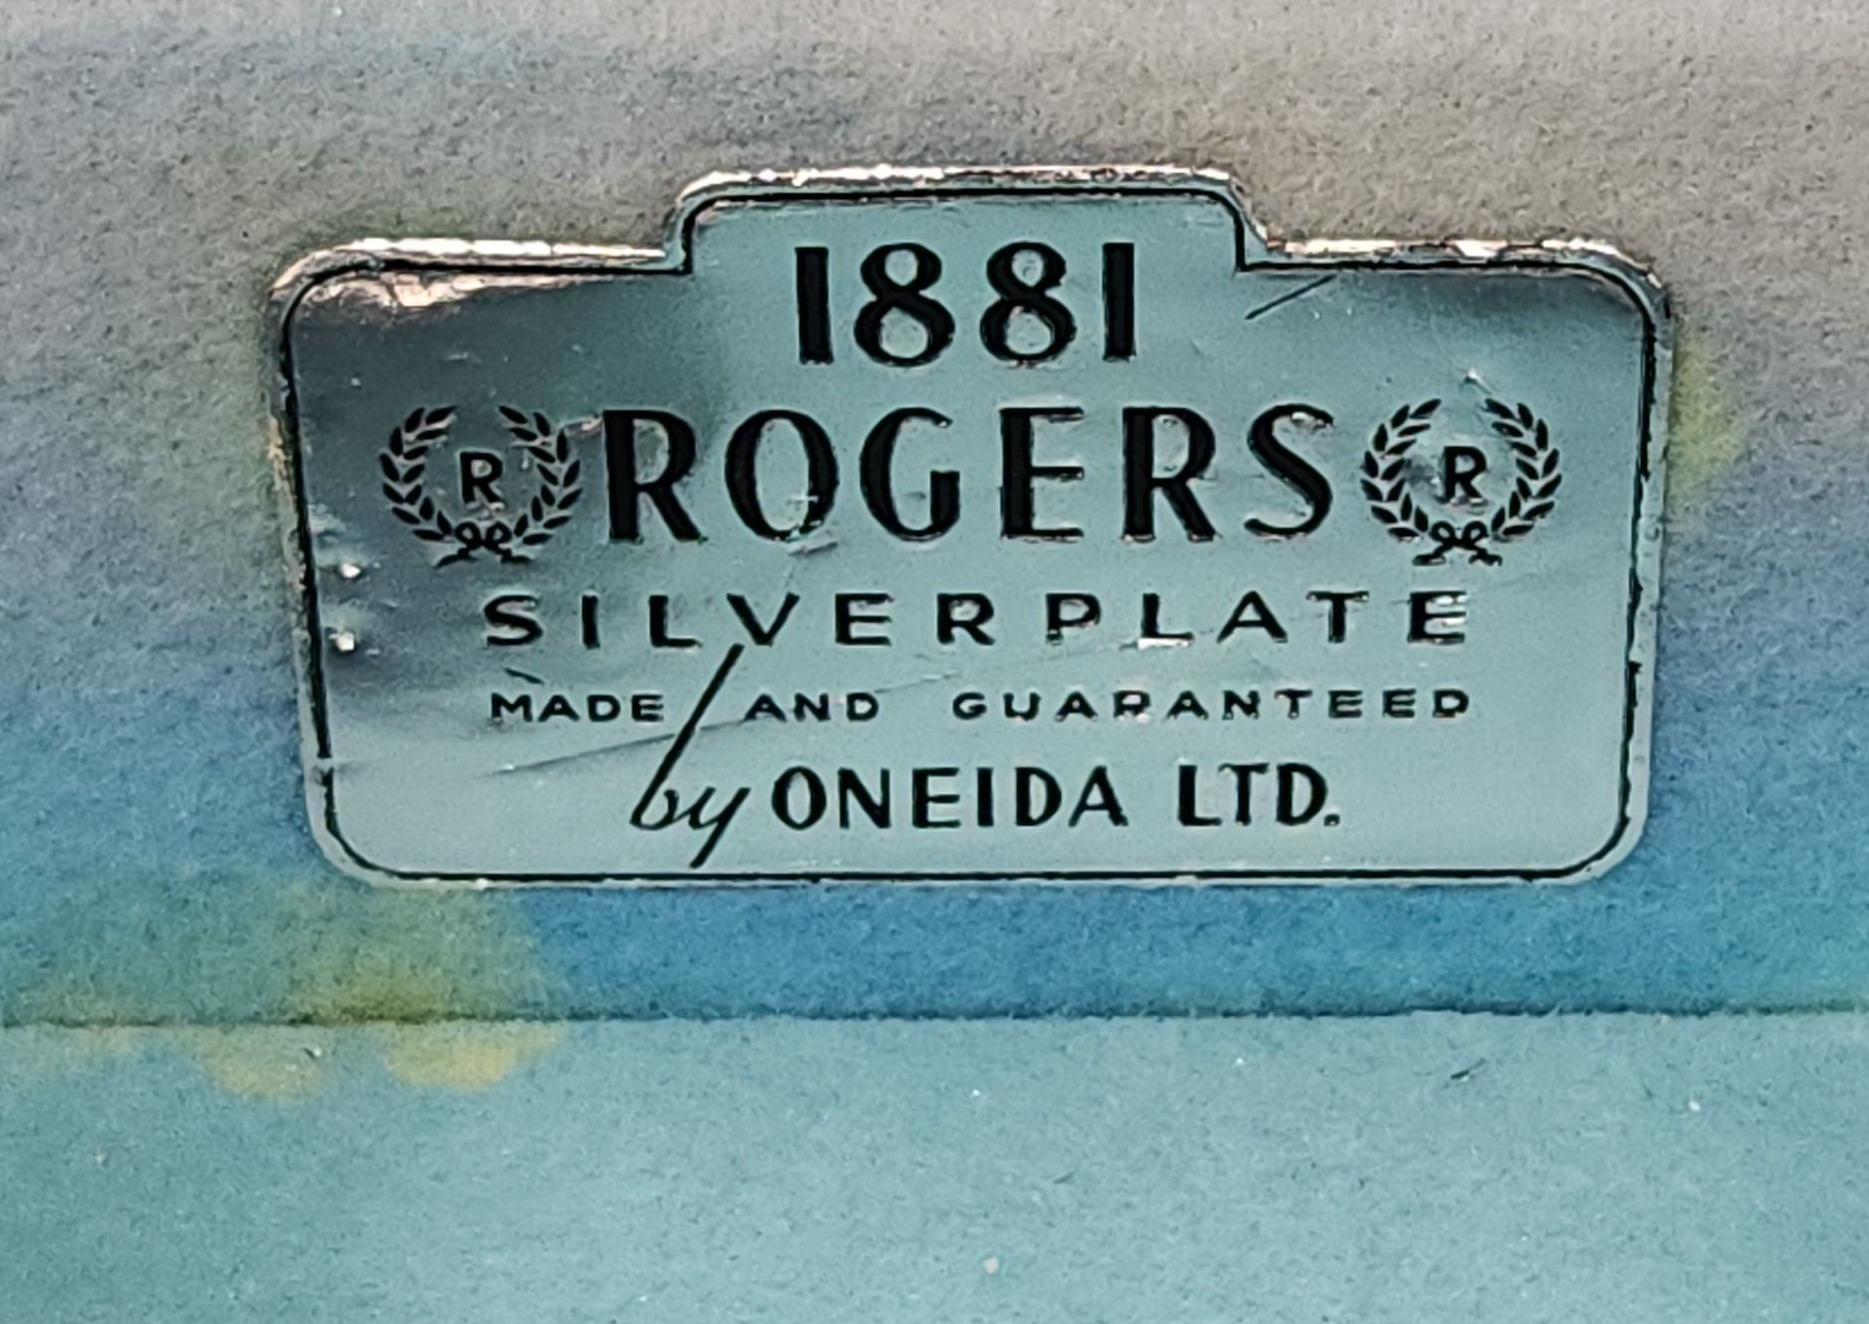 1881
R ROGERS R
SILVERPLATE
MADE AND GUARANTEED
by ONEIDA LTD.